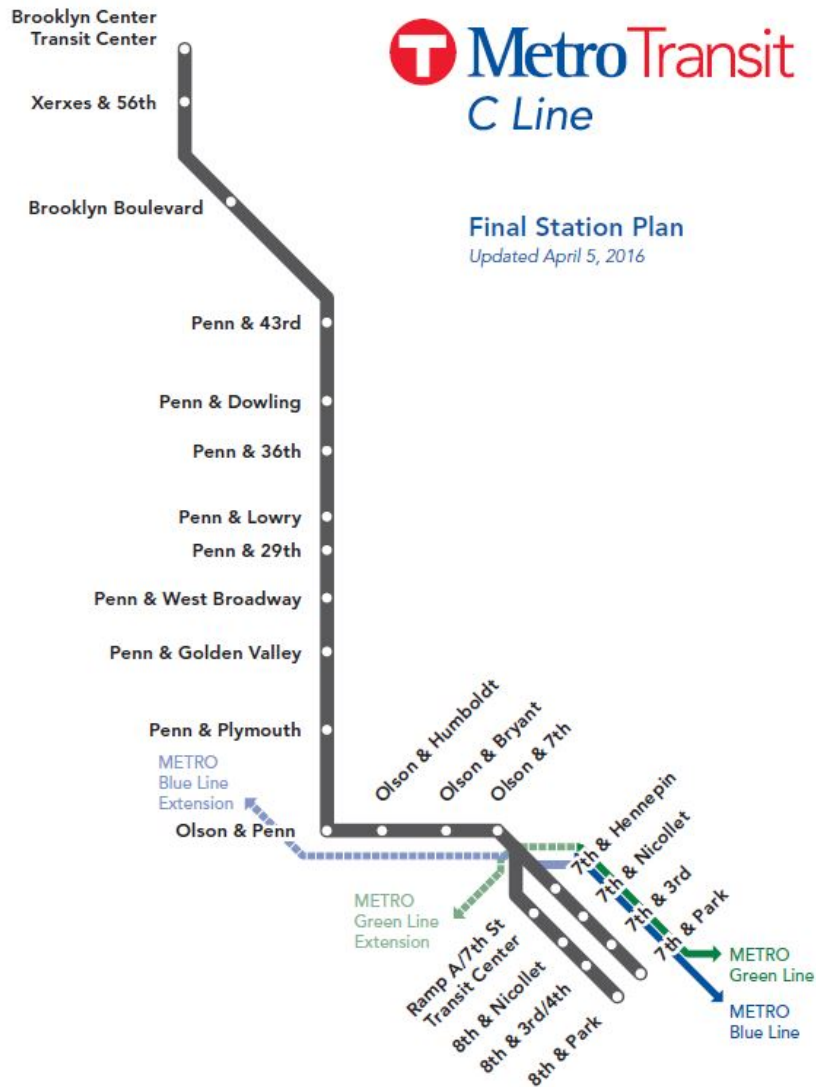 Brooklyn Center
Transit Center
T MetroTransit
C Line
Xerxes & 56th
Brooklyn Boulevard
Final Station Plan
Updated April 5, 2016
Penn & 43rd
Penn & Dowling
Penn & 36th
Penn & Lowry
Penn & 29th
Penn & West Broadway
Penn & Golden Valley
Penn & Plymouth
Olson & Humboldt
Olson & Bryant
Olson & 7th
METRO
Blue Line
Extension
Olson & Penn
7th & Hennepin
7th & Nicollet
7th & 3rd
7th & Park
METRO
Green Line
Extension
Ramp A/7th St
Transit Center
8th & Nicollet
8th & 3rd/4th
8th & Park
METRO
Green Line
METRO
Blue Line